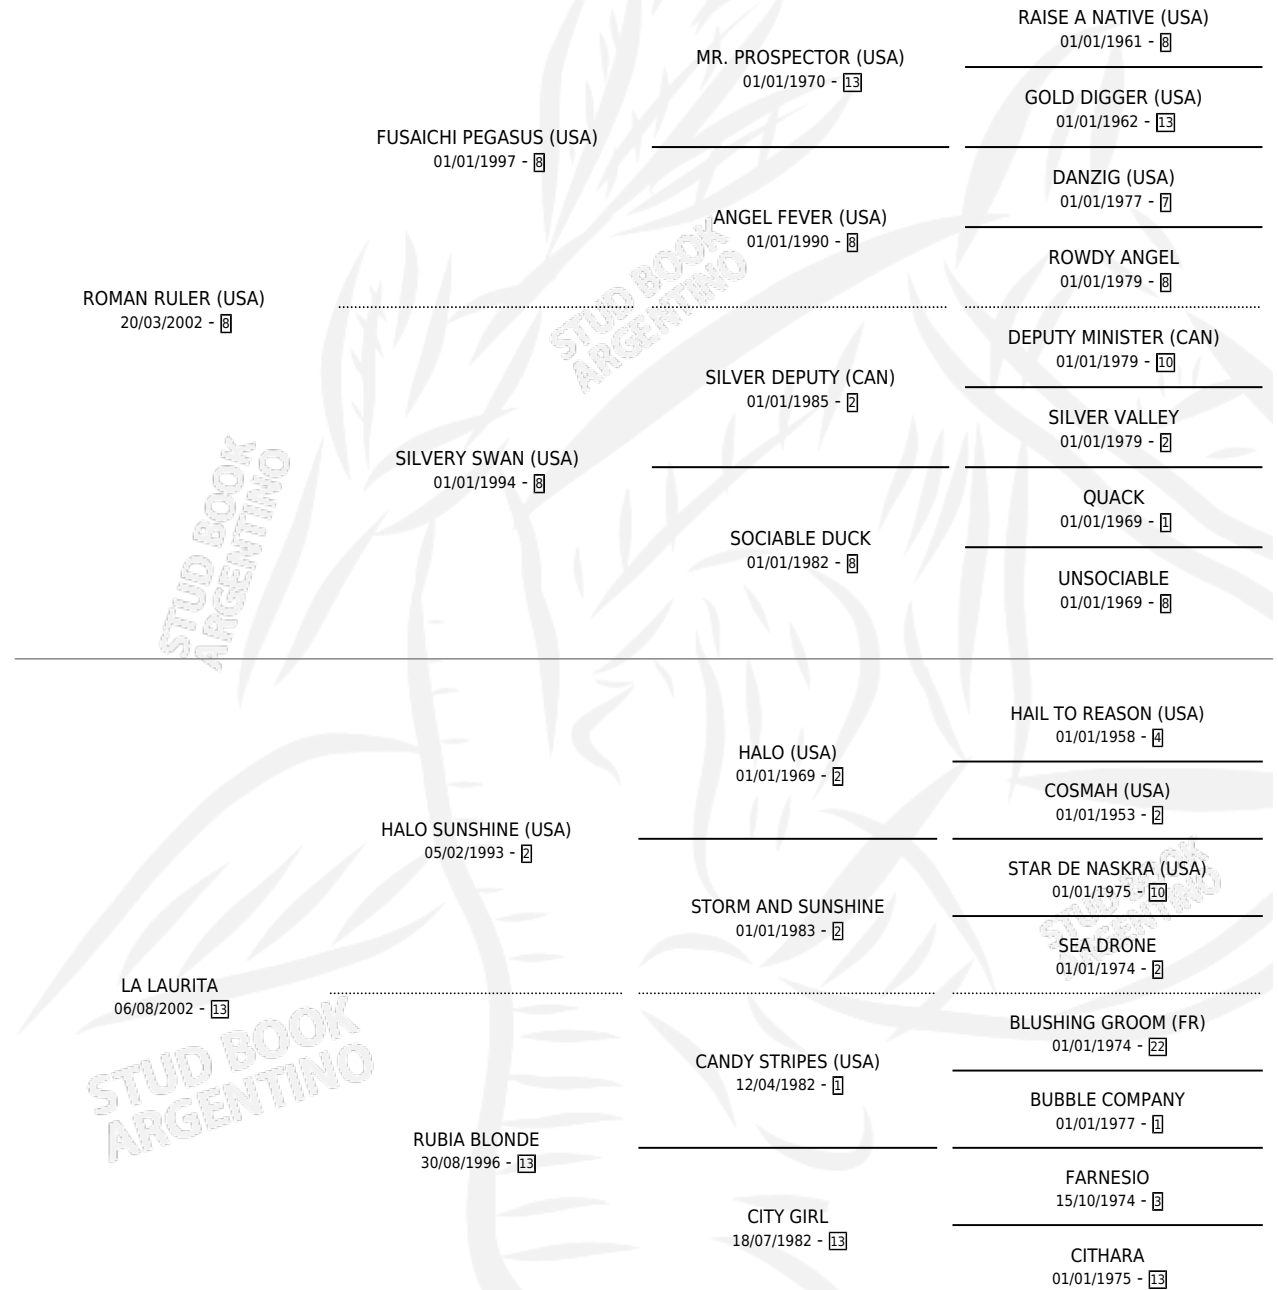 RAISE A NATIVE (USA)
01/01/1961 - 8
MR. PROSPECTOR (USA)
01/01/1970 - 13
GOLD DIGGER (USA)
01/01/1962 - 13
FUSAICHI PEGASUS (USA)
01/01/1997 - 8
DANZIG (USA)
01/01/1977 - 7
ANGEL FEVER (USA)
01/01/1990 - 8
ROWDY ANGEL
01/01/1979 - 8
ROMAN RULER (USA)
20/03/2002 - 8
DEPUTY MINISTER (CAN)
01/01/1979 - 10
SILVER DEPUTY (CAN)
01/01/1985 - 2
SILVER VALLEY
01/01/1979 - 2
SILVERY SWAN (USA)
01/01/1994 - 8
QUACK
01/01/1969 - 1
SOCIABLE DUCK
01/01/1982 - 8
UNSOCIABLE
01/01/1969 - 8
STUD BOOK
ARGENTINO
STUD BOOK
ARGENTINO
HAIL TO REASON (USA)
01/01/1958 - 4
HALO (USA)
01/01/1969 - 2
COSMAH (USA)
01/01/1953 - 2
HALO SUNSHINE (USA)
05/02/1993 - 2
STAR DE NASKRA (USA)
01/01/1975 - 10
STORM AND SUNSHINE
01/01/1983 - 2
SEA DRONE
01/01/1974 - 2
LA LAURITA
06/08/2002 - 13
BLUSHING GROOM (FR)
01/01/1974 - 22
CANDY STRIPES (USA)
12/04/1982 - 1
BUBBLE COMPANY
01/01/1977 - 1
RUBIA BLONDE
30/08/1996 - 13
FARNESIO
15/10/1974 - 3
CITY GIRL
18/07/1982 - 13
CITHARA
01/01/1975 - 13
STUD BOOK
ARGENTINO
STUD BOOK
ARGENTINO